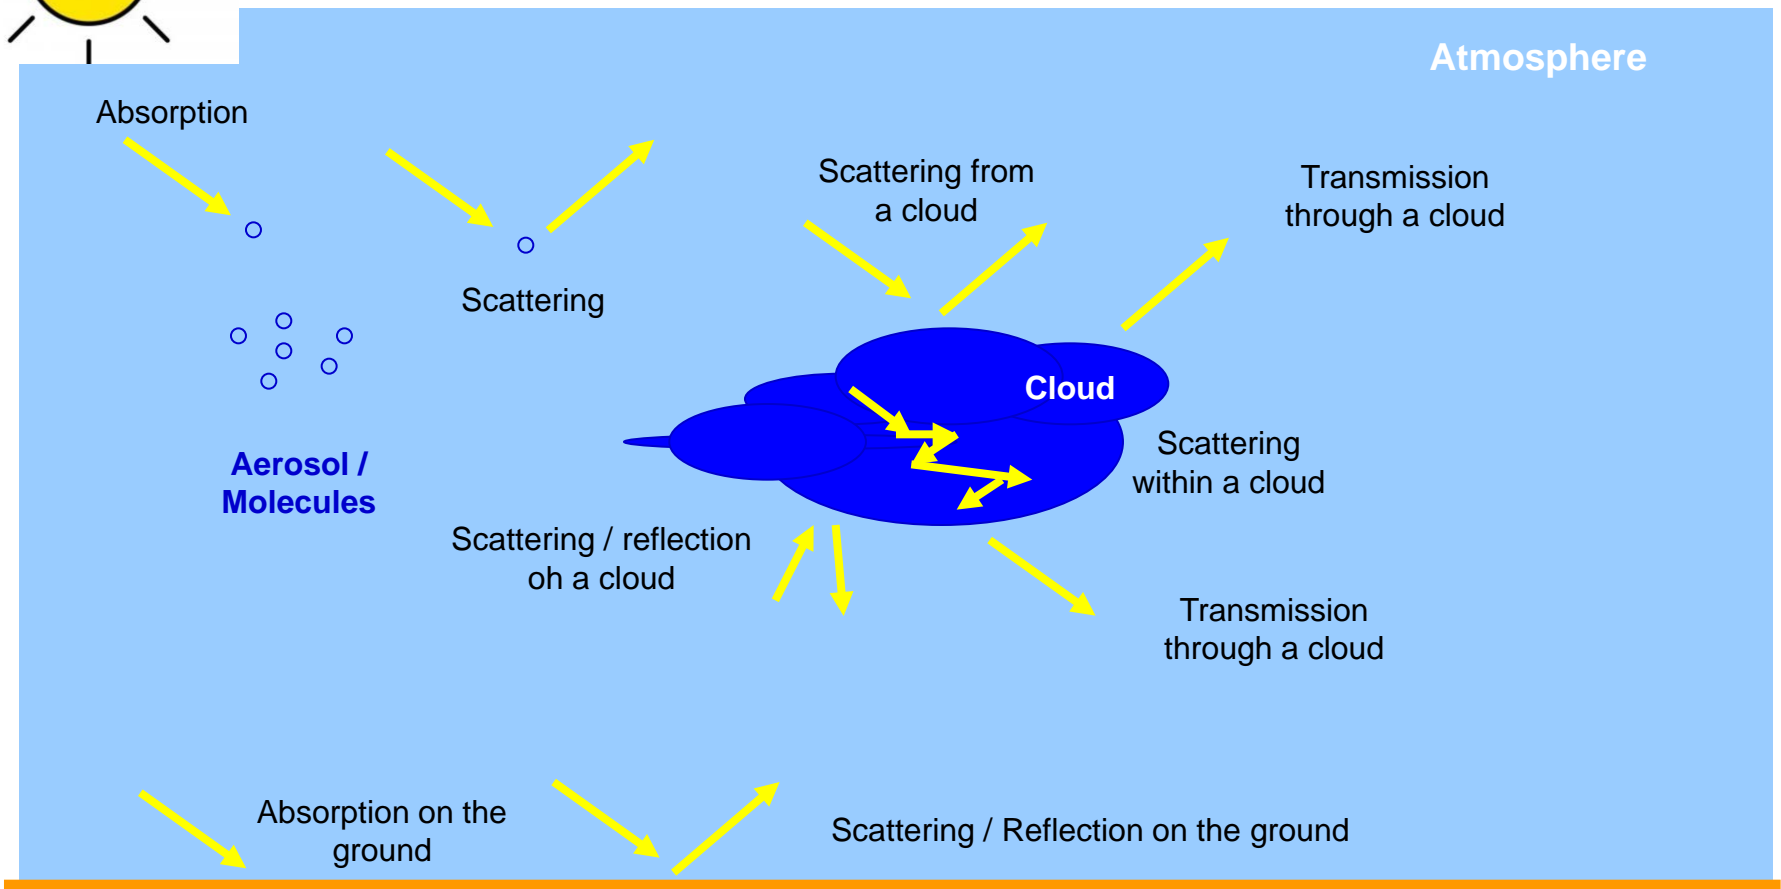 Atmosphere
Absorption
Scattering from
a cloud
Transmission
through a cloud
Scattering
Cloud
Scattering
within a cloud
Aerosol /
Molecules
Scattering / reflection
oh a cloud
Transmission
through a cloud
Absorption on the
ground
Scattering / Reflection on the ground